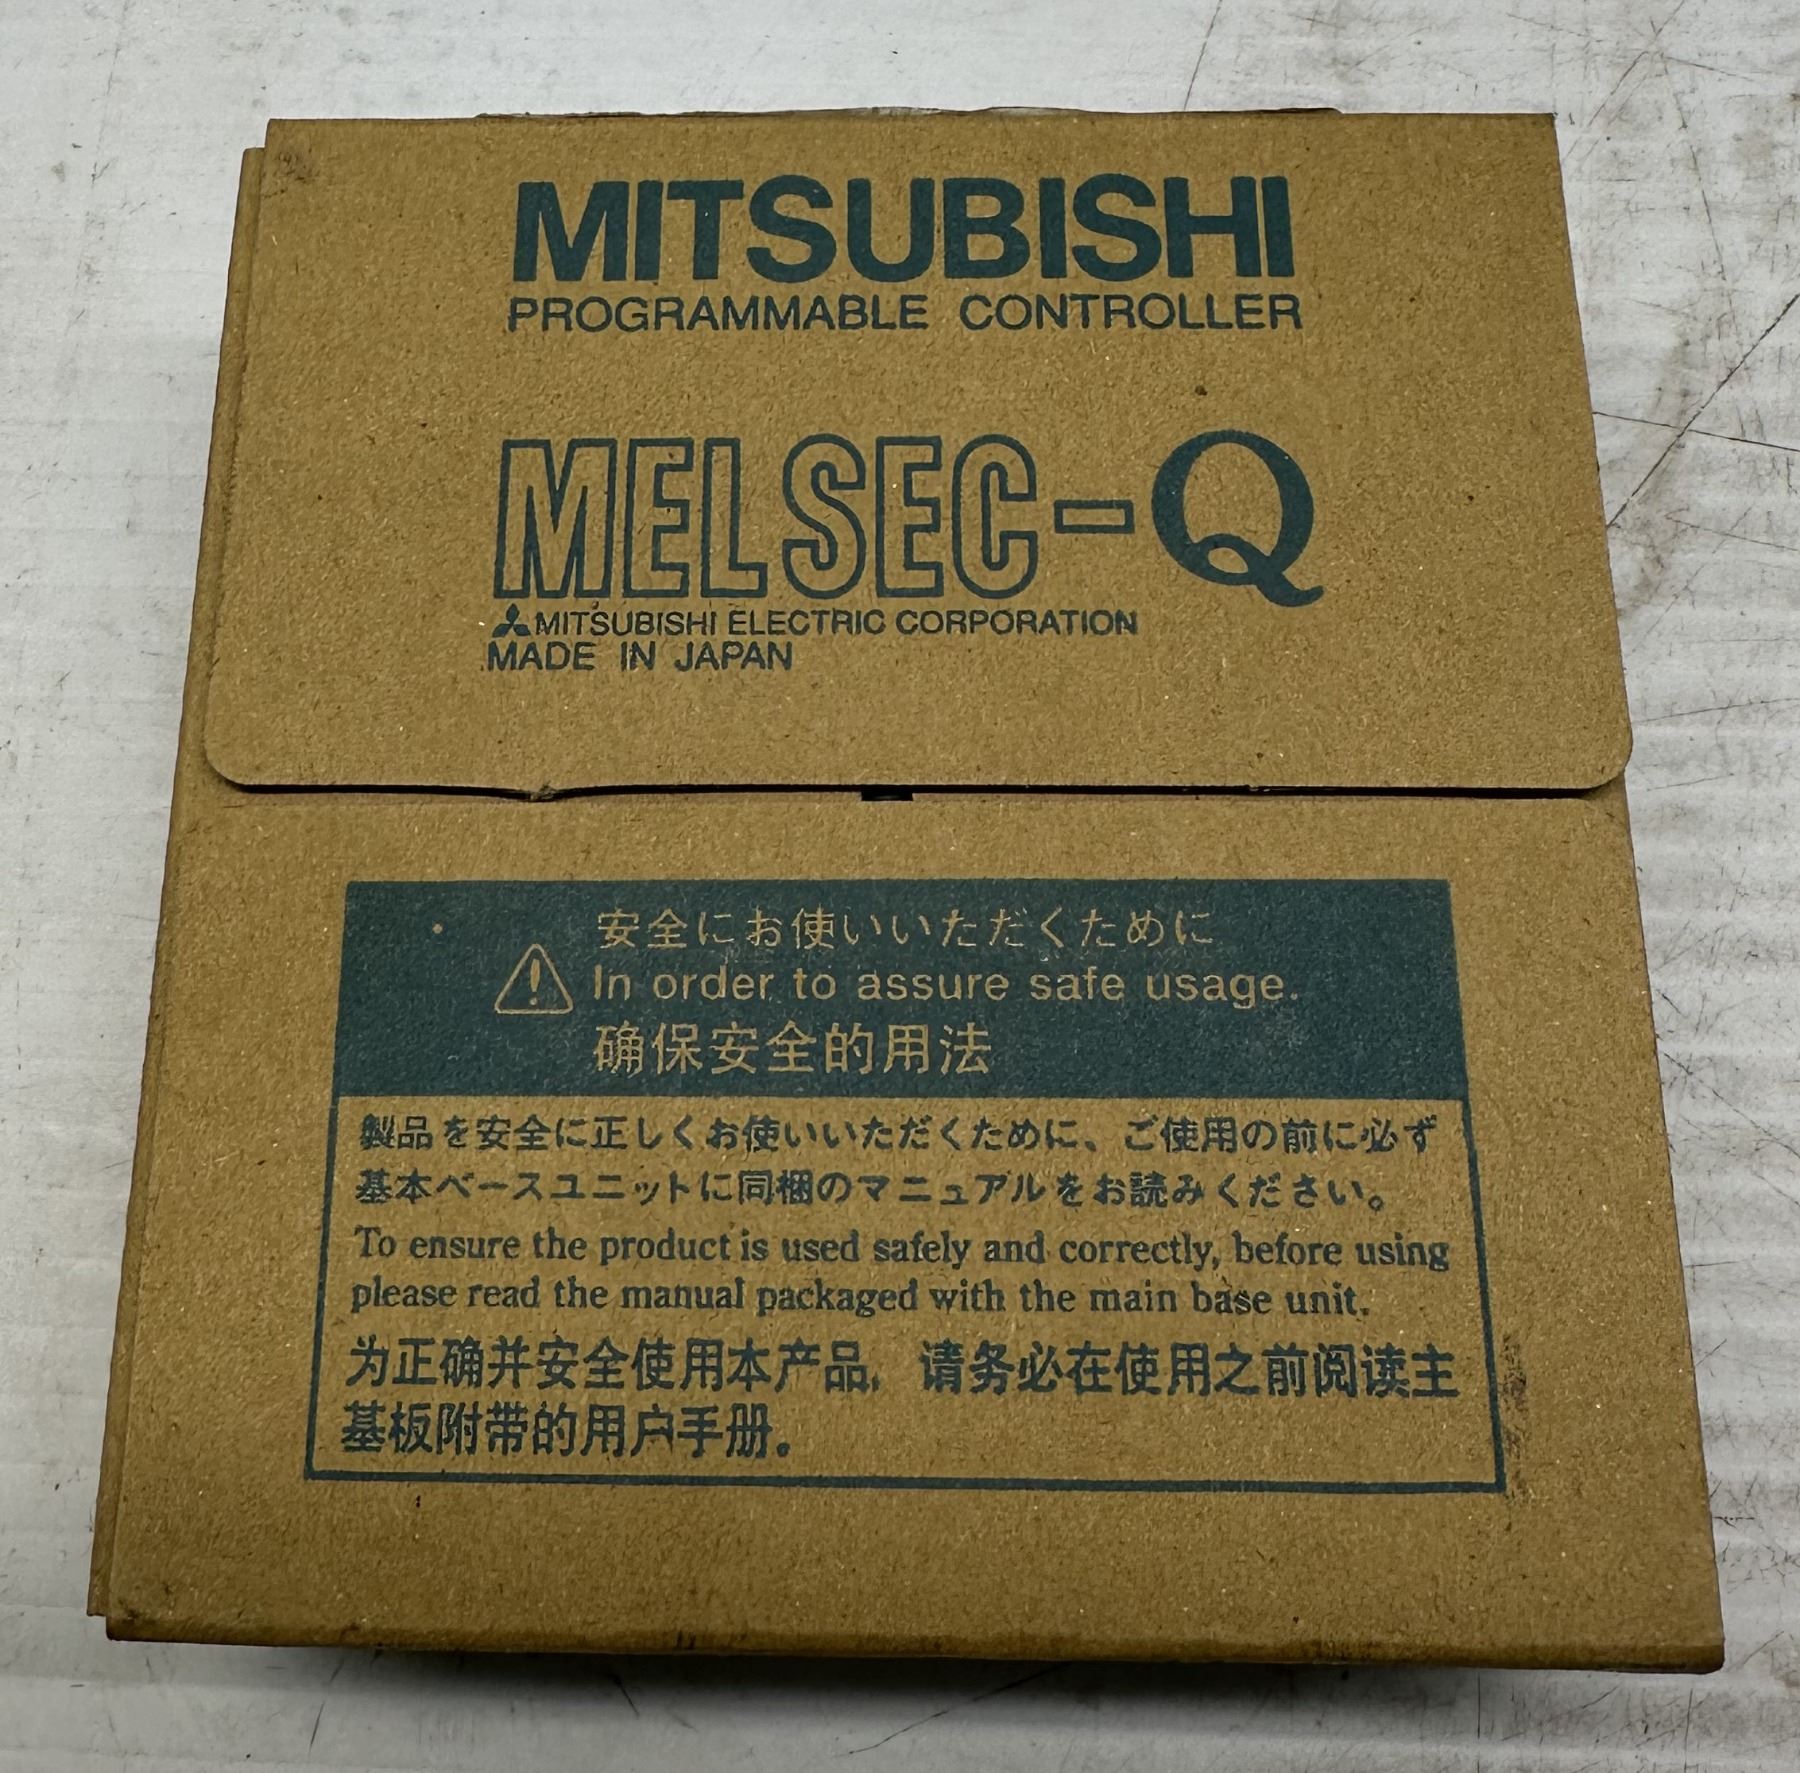 MITSUBISHI
PROGRAMMABLE CONTROLLER
MELSEC-Q
MITSUBISHI ELECTRIC CORPORATION
MADE IN JAPAN
安全にお使いいただくために
In order to assure safe usage.
确保安全的用法
製品を安全に正しくお使いいただくために、ご使用の前に必ず
基本ベースユニットに同梱のマニュアルをお読みください。
To ensure the product is used safely and correctly, before using
please read the manual packaged with the main base unit.
为正确并安全使用本产品，请务必在使用之前阅读主
基板附带的用户手册。